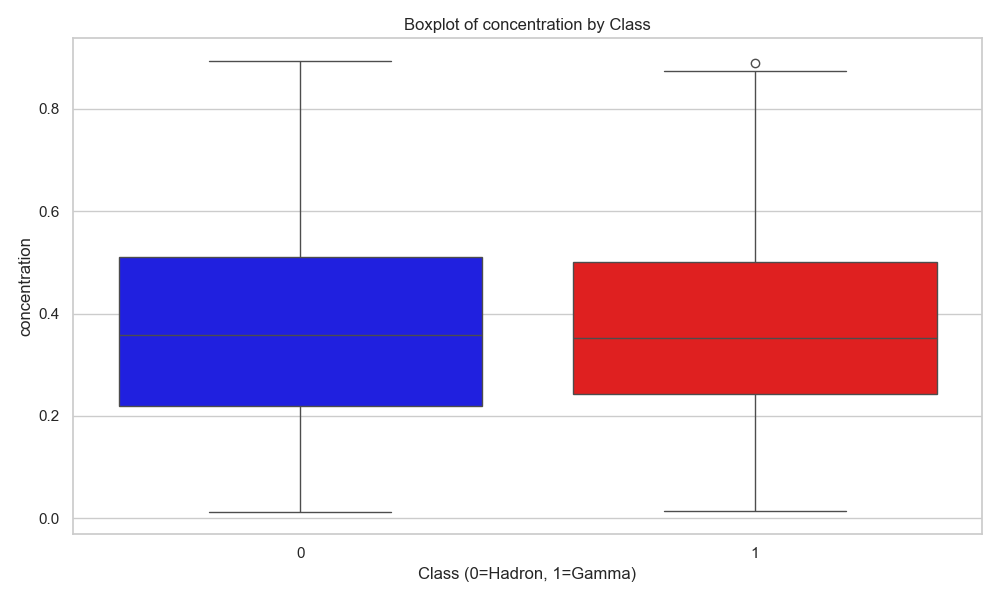 Boxplot of concentration by Class
concentration
0.8
0.6
0.4
0.2
0.0
0
1
Class (0=Hadron, 1=Gamma)